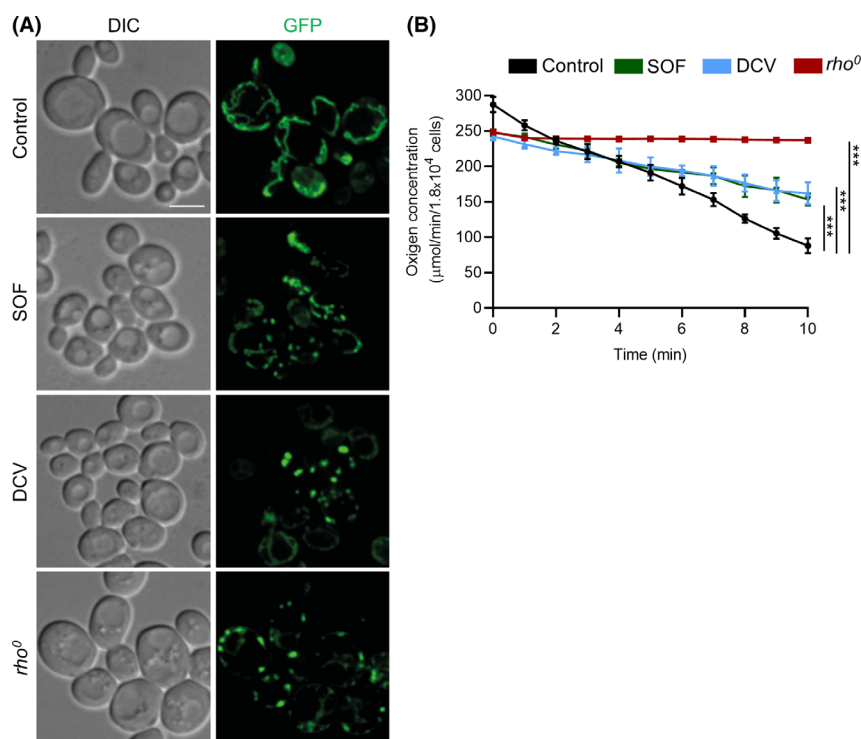 (A)
DIC
GFP
Control
SOF
DCV
rho⁰
(B)
Control
SOF
DCV
rho⁰
Oxigen concentration
(μmol/min/1.8x10⁴ cells)
300
250
200
150
100
50
0
0
2
4
6
8
10
Time (min)
***
***
***